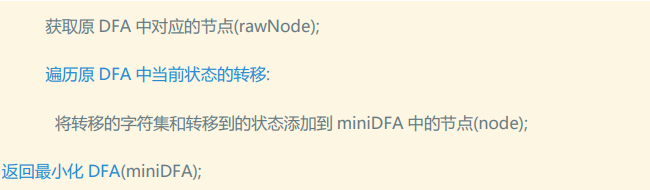 获取原 DFA 中对应的节点(rawNode);
遍历原 DFA 中当前状态的转移:
将转移的字符集和转移到的状态添加到 miniDFA 中的节点(node);
返回最小化 DFA(miniDFA);